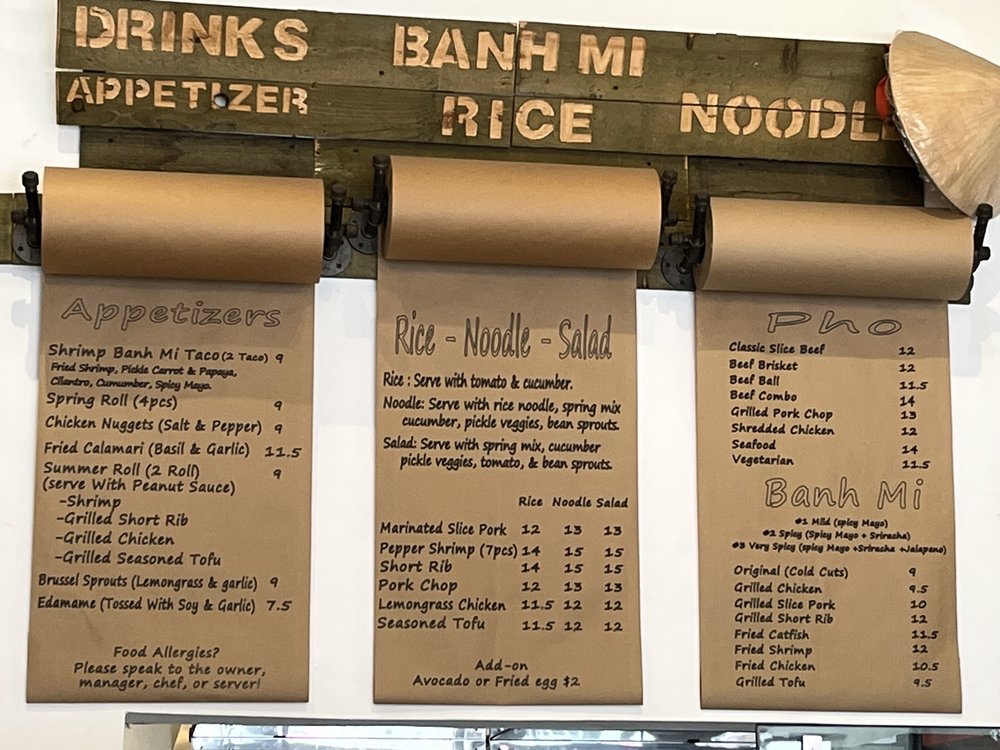 DRINKS BANH MI
APPETIZER RICE NOODL
Appetizers
Shrimp Banh Mi Taco(2 Taco) 9
Fried Shrimp, Pickle Carrot & Papaya,
Cilantro, Cumumber, Spicy Mayo.
Spring Roll (4pcs) 9
Chicken Nuggets (Salt & Pepper) 9
Fried Calamari (Basil & Garlic) 11.5
Summer Roll (2 Roll) 9
(serve With Peanut Sauce)
-Shrimp
-Grilled Short Rib
-Grilled Chicken
-Grilled Seasoned Tofu
Brussel Sprouts (Lemongrass & garlic) 9
Edamame (Tossed With Soy & Garlic) 7.5
Food Allergies?
Please speak to the owner,
manager, chef, or server!
Rice - Noodle - Salad
Rice : Serve with tomato & cucumber.
Noodle: Serve with rice noodle, spring mix
cucumber, pickle veggies, bean sprouts.
Salad: Serve with spring mix, cucumber
pickle veggies, tomato, & bean sprouts.
Rice Noodle Salad
Marinated Slice Pork 12 13 13
Pepper Shrimp (7pcs) 14 15 15
Short Rib 14 15 15
Pork Chop 12 13 13
Lemongrass Chicken 11.5 12 12
Seasoned Tofu 11.5 12 12
Add-on
Avocado or Fried egg $2
Pho
Classic Slice Beef 12
Beef Brisket 12
Beef Ball 11.5
Beef Combo 14
Grilled Pork Chop 13
Shredded Chicken 12
Seafood 14
Vegetarian 11.5
Banh Mi
#1 Mild (spicy Mayo)
#2 Spicy (Spicy Mayo + Sriracha)
#3 Very Spicy (spicy Mayo +Sriracha +Jalapeno)
Original (Cold Cuts) 9
Grilled Chicken 9.5
Grilled Slice Pork 10
Grilled Short Rib 12
Fried Catfish 11.5
Fried Shrimp 12
Fried Chicken 10.5
Grilled Tofu 9.5